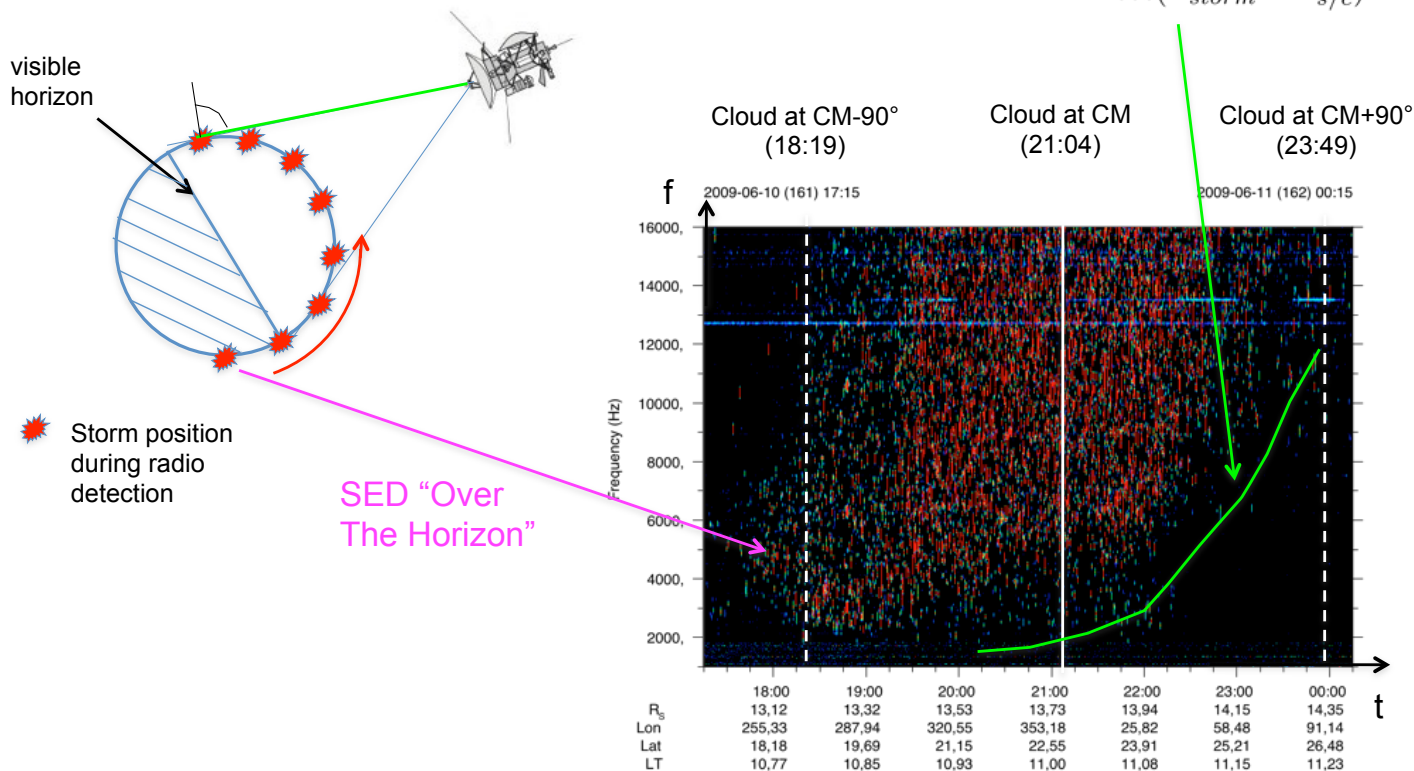 storm s/c
visible
horizon
Cloud at CM-90°
(18:19)
Cloud at CM
(21:04)
Cloud at CM+90°
(23:49)
f
2009-06-10 (161) 17:15
2009-06-11 (162) 00:15
16000,
14000,
12000,
10000,
8000,
6000,
4000,
2000,
Frequency (Hz)
Storm position
during radio
detection
SED “Over
The Horizon”
t
18:00 19:00 20:00 21:00 22:00 23:00 00:00
RS 13,12 13,32 13,53 13,73 13,94 14,15 14,35
Lon 255,33 287,94 320,55 353,18 25,82 58,48 91,14
Lat 18,18 19,69 21,15 22,55 23,91 25,21 26,48
LT 10,77 10,85 10,93 11,00 11,08 11,15 11,23